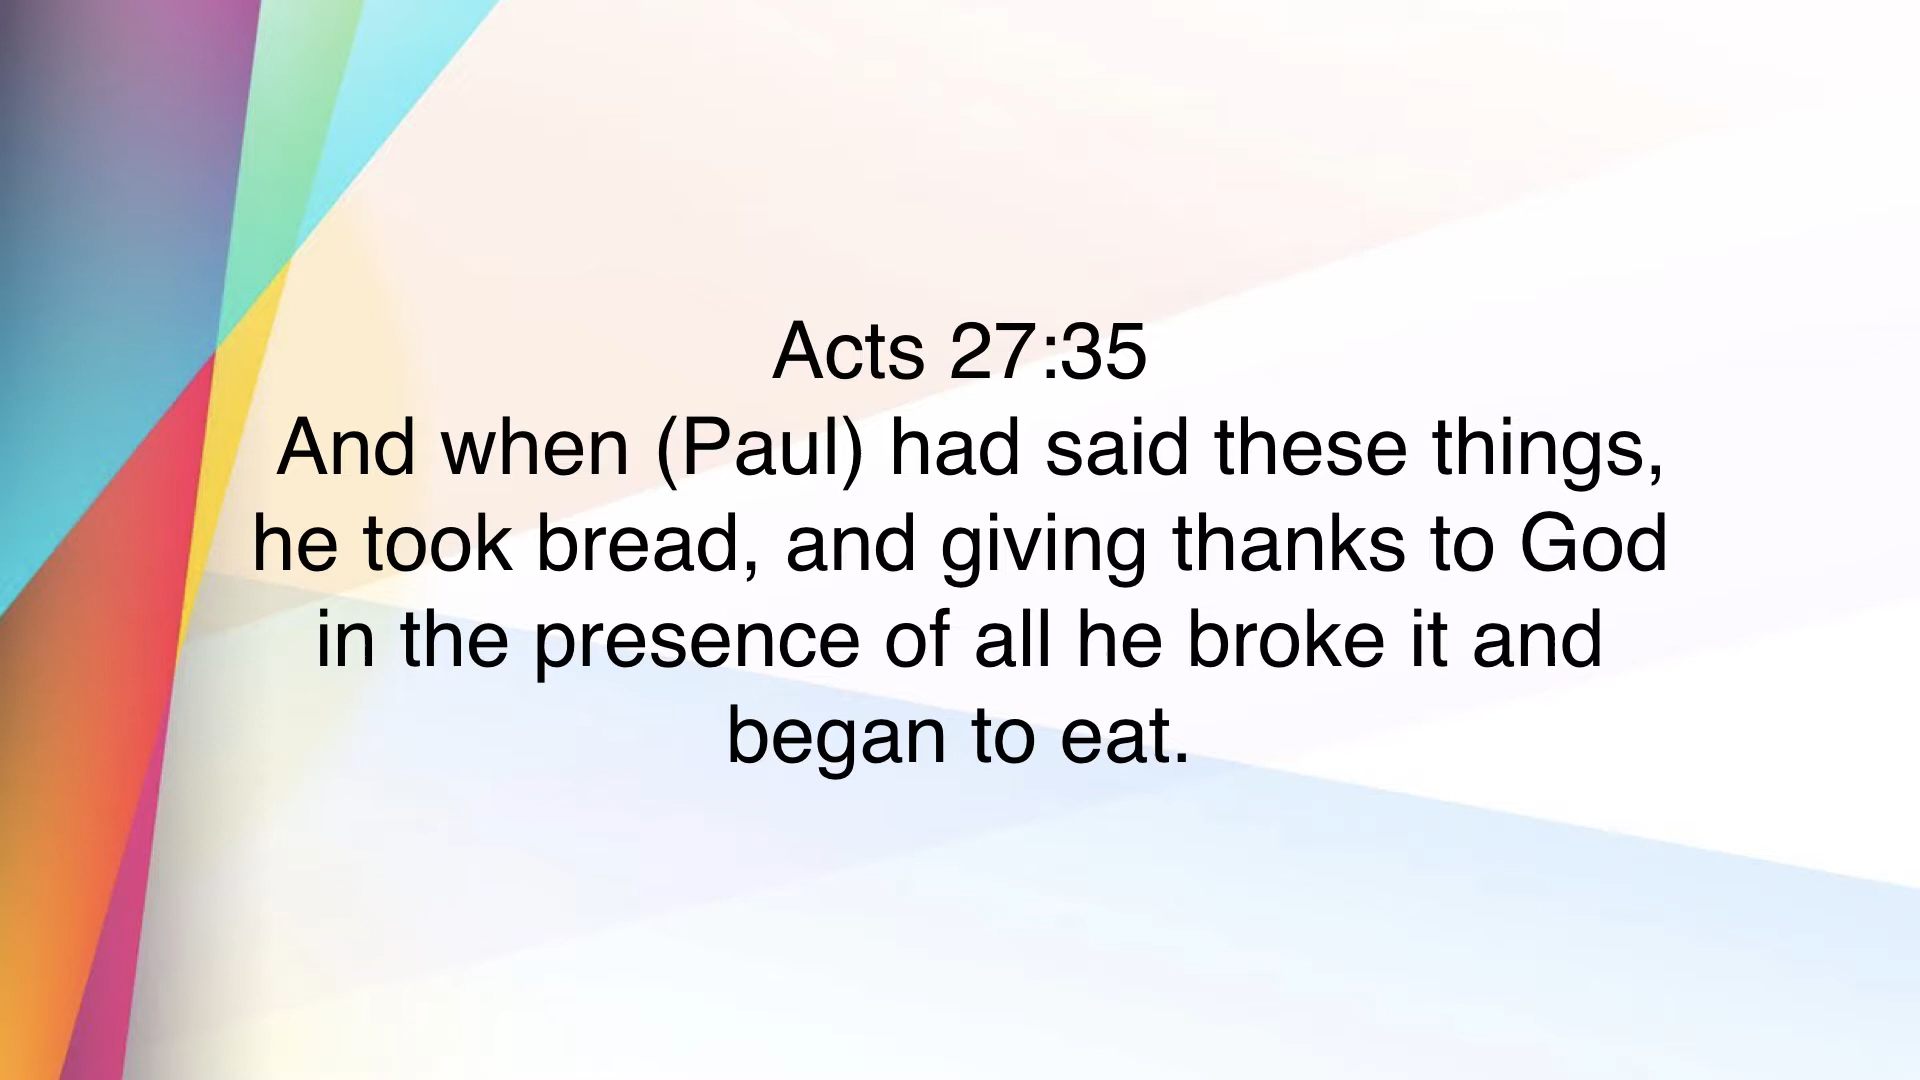 Acts 27:35
And when (Paul) had said these things,
he took bread, and giving thanks to God
in the presence of all he broke it and
began to eat.